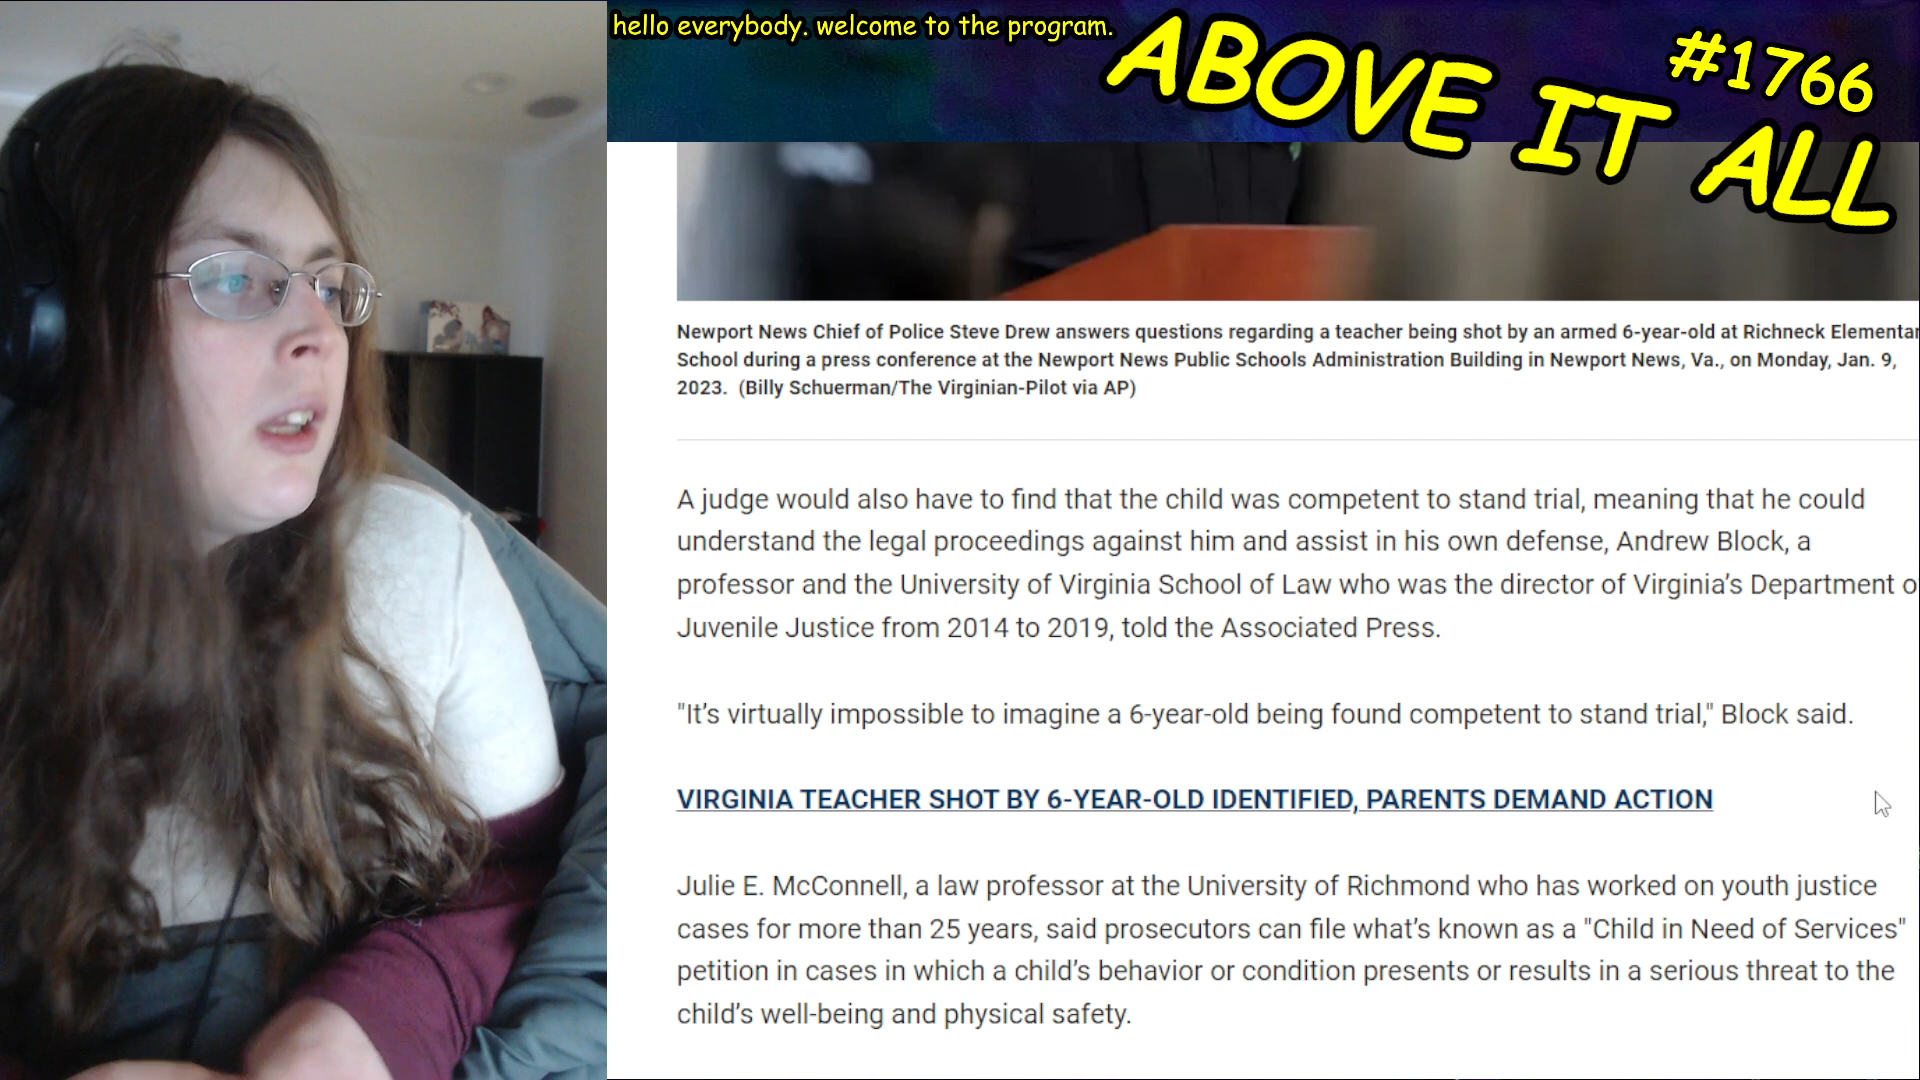 hello everybody. welcome to the program.
ABOVE IT ALL
#1766
Newport News Chief of Police Steve Drew answers questions regarding a teacher being shot by an armed 6-year-old at Richneck Elementar
School during a press conference at the Newport News Public Schools Administration Building in Newport News, Va., on Monday, Jan. 9,
2023.  (Billy Schuerman/The Virginian-Pilot via AP)
A judge would also have to find that the child was competent to stand trial, meaning that he could
understand the legal proceedings against him and assist in his own defense, Andrew Block, a
professor and the University of Virginia School of Law who was the director of Virginia’s Department o
Juvenile Justice from 2014 to 2019, told the Associated Press.
"It’s virtually impossible to imagine a 6-year-old being found competent to stand trial," Block said.
VIRGINIA TEACHER SHOT BY 6-YEAR-OLD IDENTIFIED, PARENTS DEMAND ACTION
Julie E. McConnell, a law professor at the University of Richmond who has worked on youth justice
cases for more than 25 years, said prosecutors can file what’s known as a "Child in Need of Services"
petition in cases in which a child’s behavior or condition presents or results in a serious threat to the
child’s well-being and physical safety.